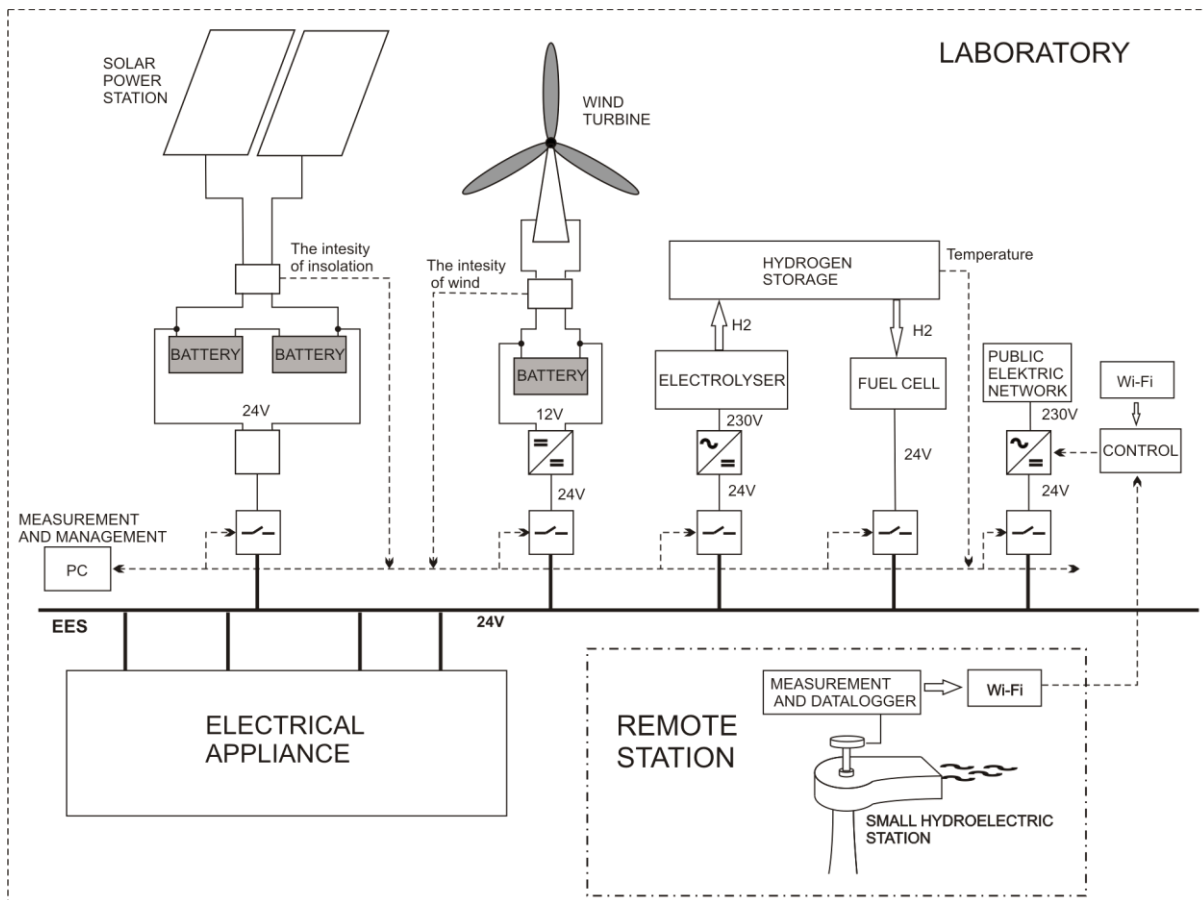 LABORATORY
SOLAR
POWER
STATION
WIND
TURBINE
The intesity
of insolation
The intesity
of wind
HYDROGEN
STORAGE
Temperature
H2
H2
BATTERY
BATTERY
BATTERY
ELECTROLYSER
FUEL CELL
PUBLIC
ELEKTRIC
NETWORK
Wi-Fi
24V
12V
230V
24V
230V
CONTROL
24V
24V
24V
MEASUREMENT
AND MANAGEMENT
PC
EES
24V
ELECTRICAL
APPLIANCE
REMOTE
STATION
MEASUREMENT
AND DATALOGGER
Wi-Fi
SMALL HYDROELECTRIC
STATION